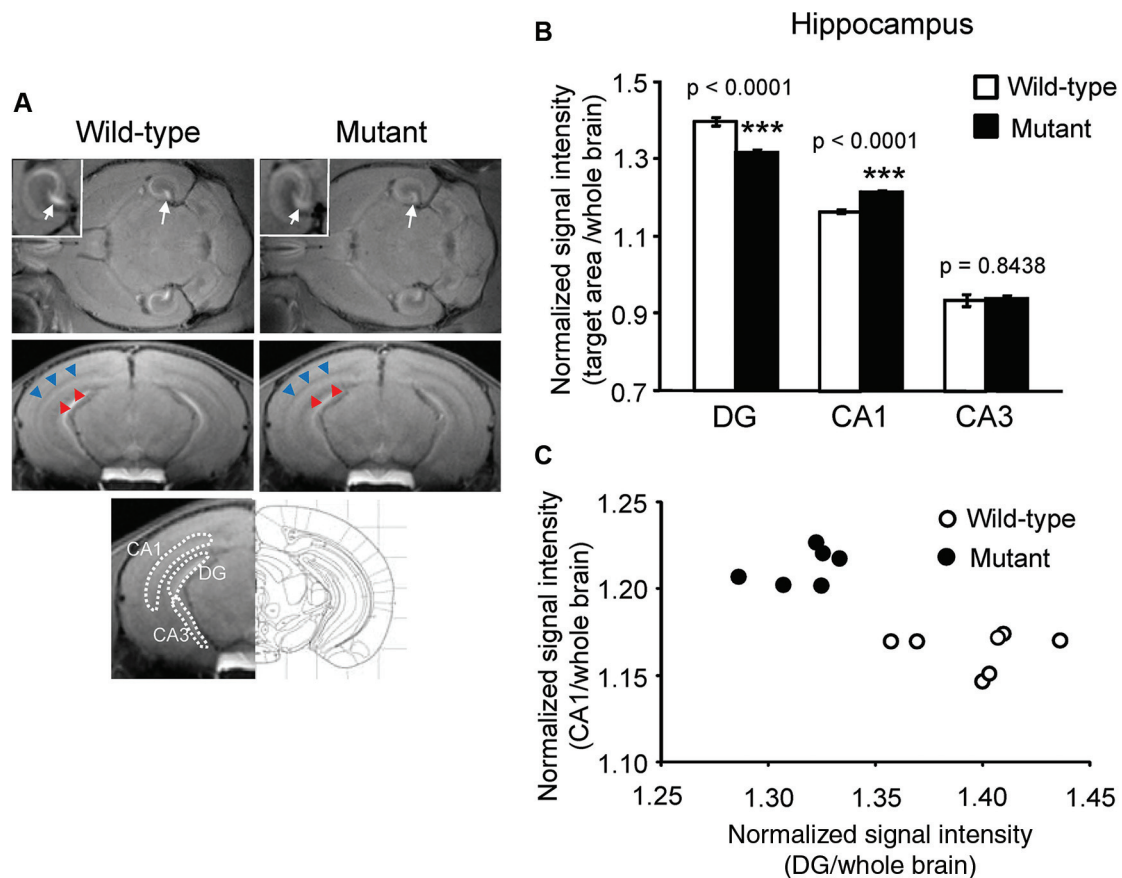 A
Wild-type
Mutant
CA1
DG
CA3
B
Hippocampus
Normalized signal intensity
(target area /whole brain)
1.5
1.3
1.1
0.9
0.7
p < 0.0001
***
p < 0.0001
***
p = 0.8438
Wild-type
Mutant
DG
CA1
CA3
C
Normalized signal intensity
(CA1/whole brain)
1.25
1.20
1.15
1.10
Wild-type
Mutant
1.25
1.30
1.35
1.40
1.45
Normalized signal intensity
(DG/whole brain)